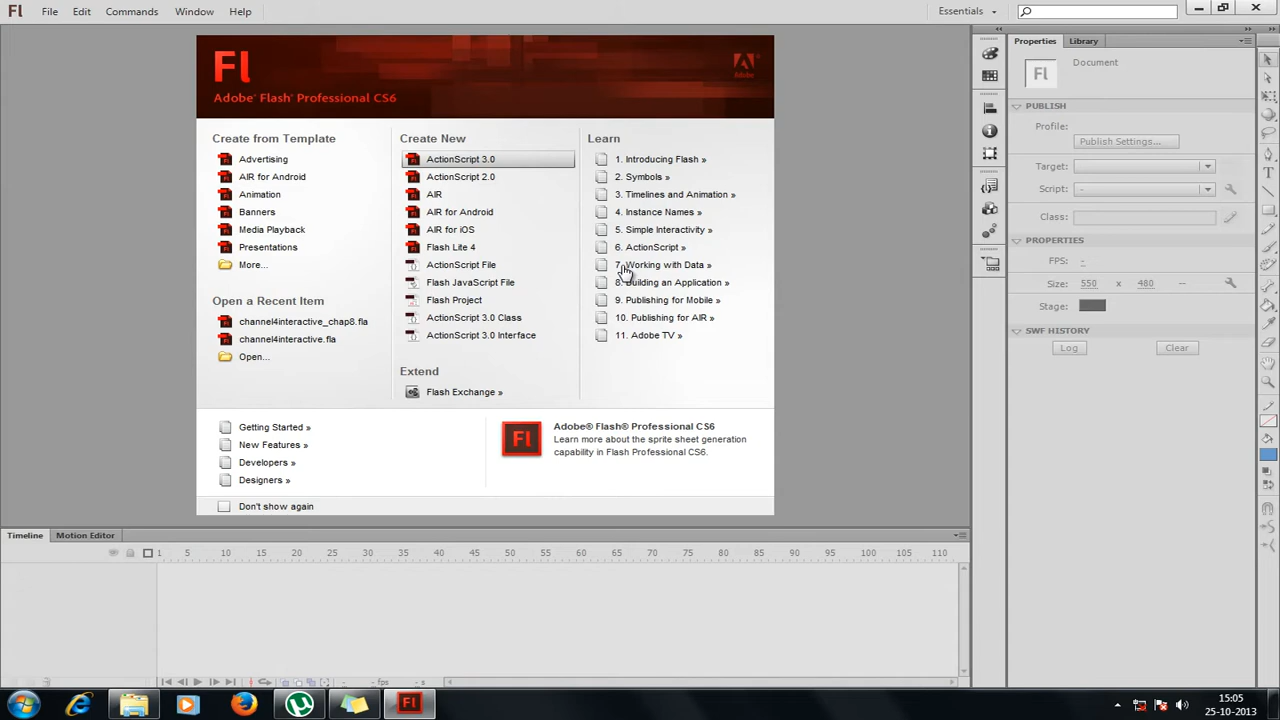 Fl File Edit Commands Window Help Essentials
Fl
Adobe
Adobe® Flash® Professional CS6
Create from Template
Advertising
AIR for Android
Animation
Banners
Media Playback
Presentations
More...
Open a Recent Item
channel4interactive_chap8.fla
channel4interactive.fla
Open...
Create New
ActionScript 3.0
ActionScript 2.0
AIR
AIR for Android
AIR for iOS
Flash Lite 4
ActionScript File
Flash JavaScript File
Flash Project
ActionScript 3.0 Class
ActionScript 3.0 Interface
Extend
Flash Exchange »
Learn
1. Introducing Flash »
2. Symbols »
3. Timelines and Animation »
4. Instance Names »
5. Simple Interactivity »
6. ActionScript »
7. Working with Data »
8. Building an Application »
9. Publishing for Mobile »
10. Publishing for AIR »
11. Adobe TV »
Getting Started »
New Features »
Developers »
Designers »
Fl
Adobe® Flash® Professional CS6
Learn more about the sprite sheet generation
capability in Flash Professional CS6.
Don't show again
Properties Library
Fl Document
PUBLISH
Profile:
Publish Settings...
Target:
Script: -
Class:
PROPERTIES
FPS: -
Size: 550 x 480 --
Stage:
SWF HISTORY
Log Clear
Timeline Motion Editor
1 5 10 15 20 25 30 35 40 45 50 55 60 65 70 75 80 85 90 95 100 105 110
- -fps -s
Fl
15:05
25-10-2013